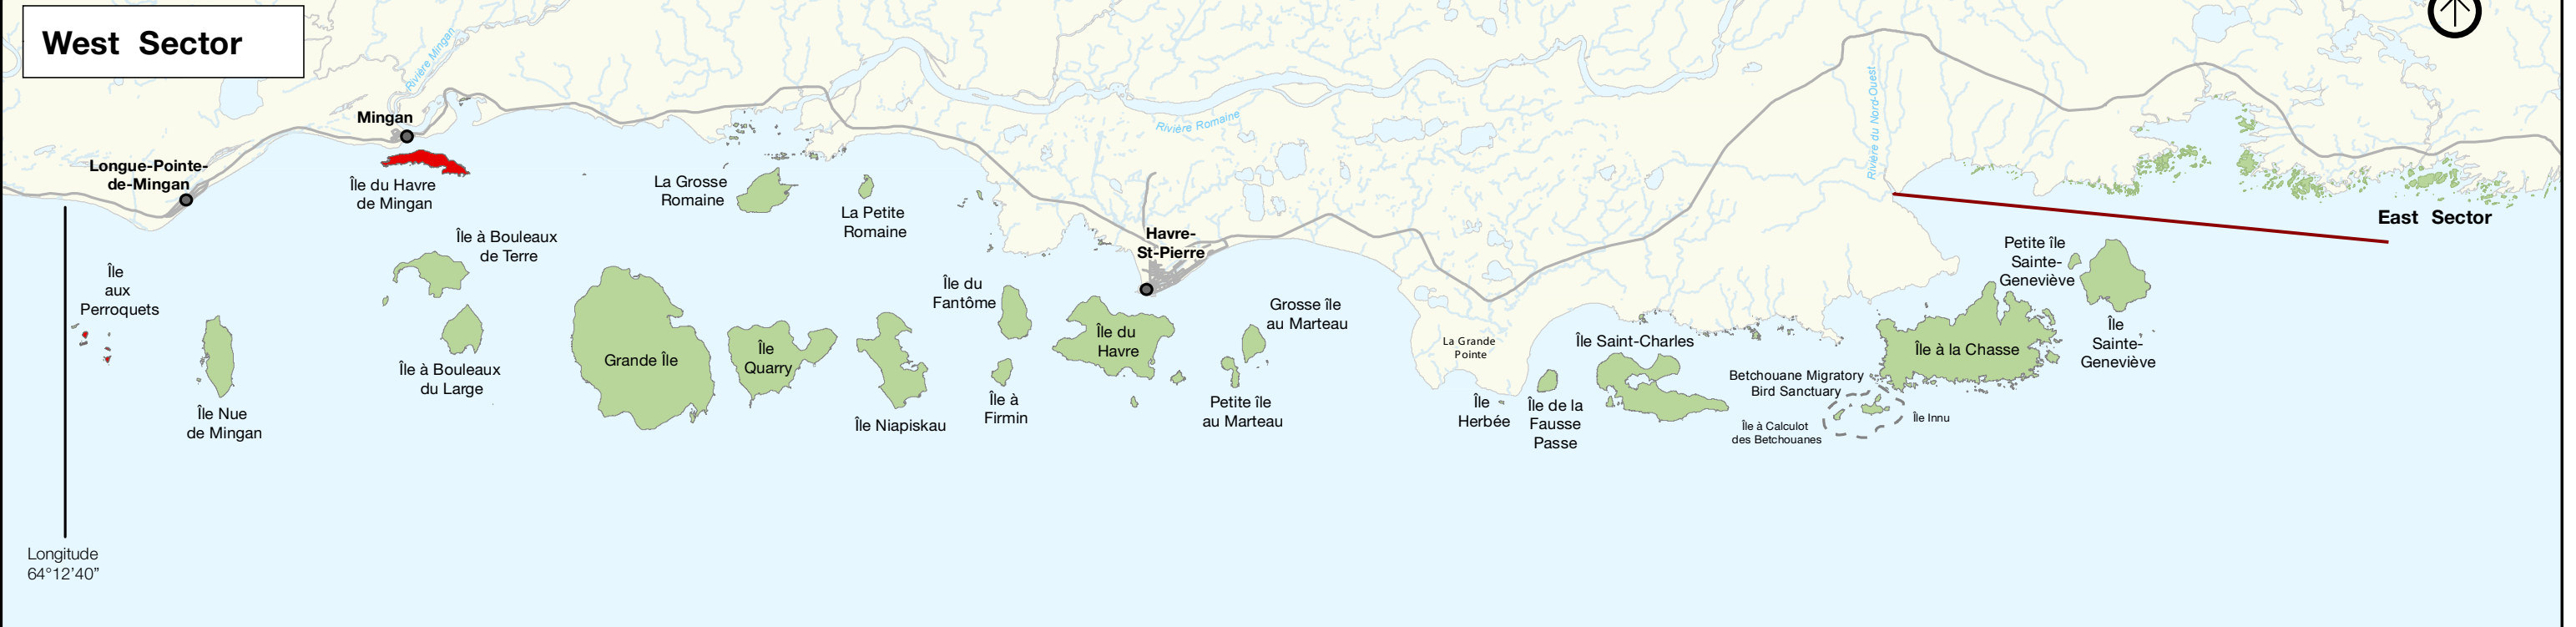 West Sector
Rivière Mingan
Mingan
Longue-Pointe-
de-Mingan
Île du Havre
de Mingan
La Grosse
Romaine
La Petite
Romaine
Rivière Romaine
Rivière du Nord-Ouest
East Sector
Havre-
St-Pierre
Île à Bouleaux
de Terre
Île
aux
Perroquets
Île à Bouleaux
du Large
Île Nue
de Mingan
Grande Île
Île
Quarry
Île Niapiskau
Île du
Fantôme
Île à
Firmin
Île du
Havre
Grosse île
au Marteau
Petite île
au Marteau
La Grande
Pointe
Île
Herbée
Île de la
Fausse
Passe
Île Saint-Charles
Betchouane Migratory
Bird Sanctuary
Île à Calculot
des Betchouanes
Île Innu
Île à la Chasse
Petite île
Sainte-
Geneviève
Île
Sainte-
Geneviève
Longitude
64°12'40”